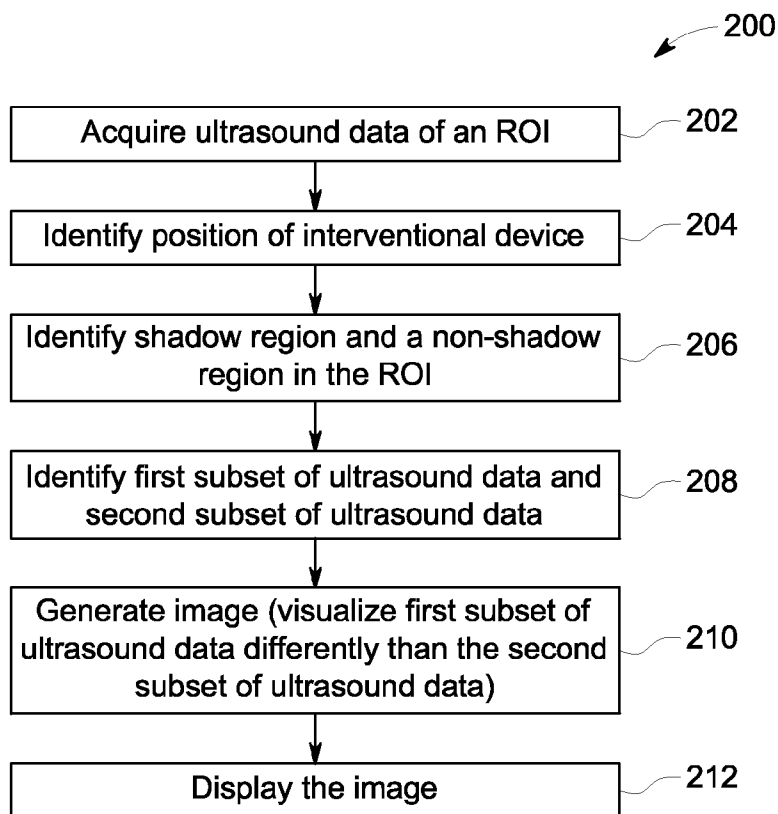 200
Acquire ultrasound data of an ROI
202
Identify position of interventional device
204
Identify shadow region and a non-shadow
region in the ROI
206
Identify first subset of ultrasound data and
second subset of ultrasound data
208
Generate image (visualize first subset of
ultrasound data differently than the second
subset of ultrasound data)
210
Display the image
212